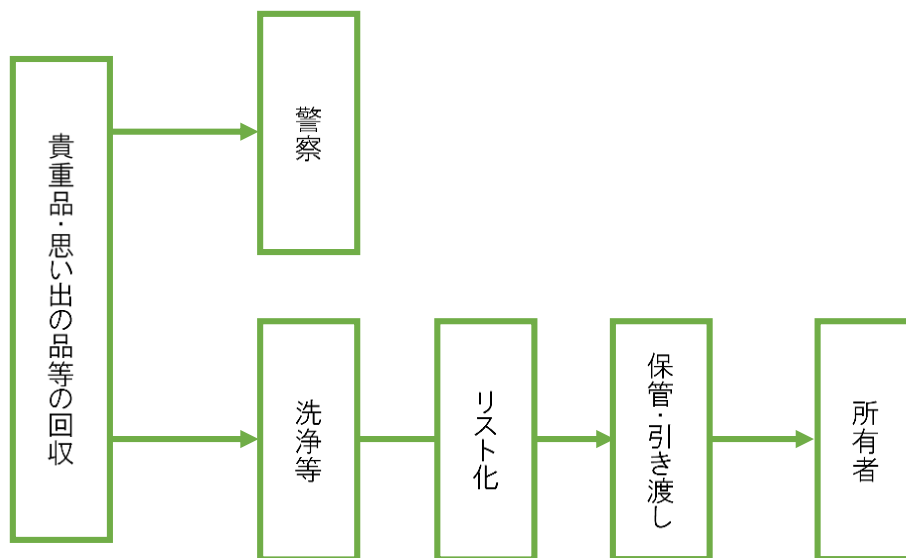 貴重品・思い出の品等の回収
警察
洗浄等
リスト化
保管・引き渡し
所有者